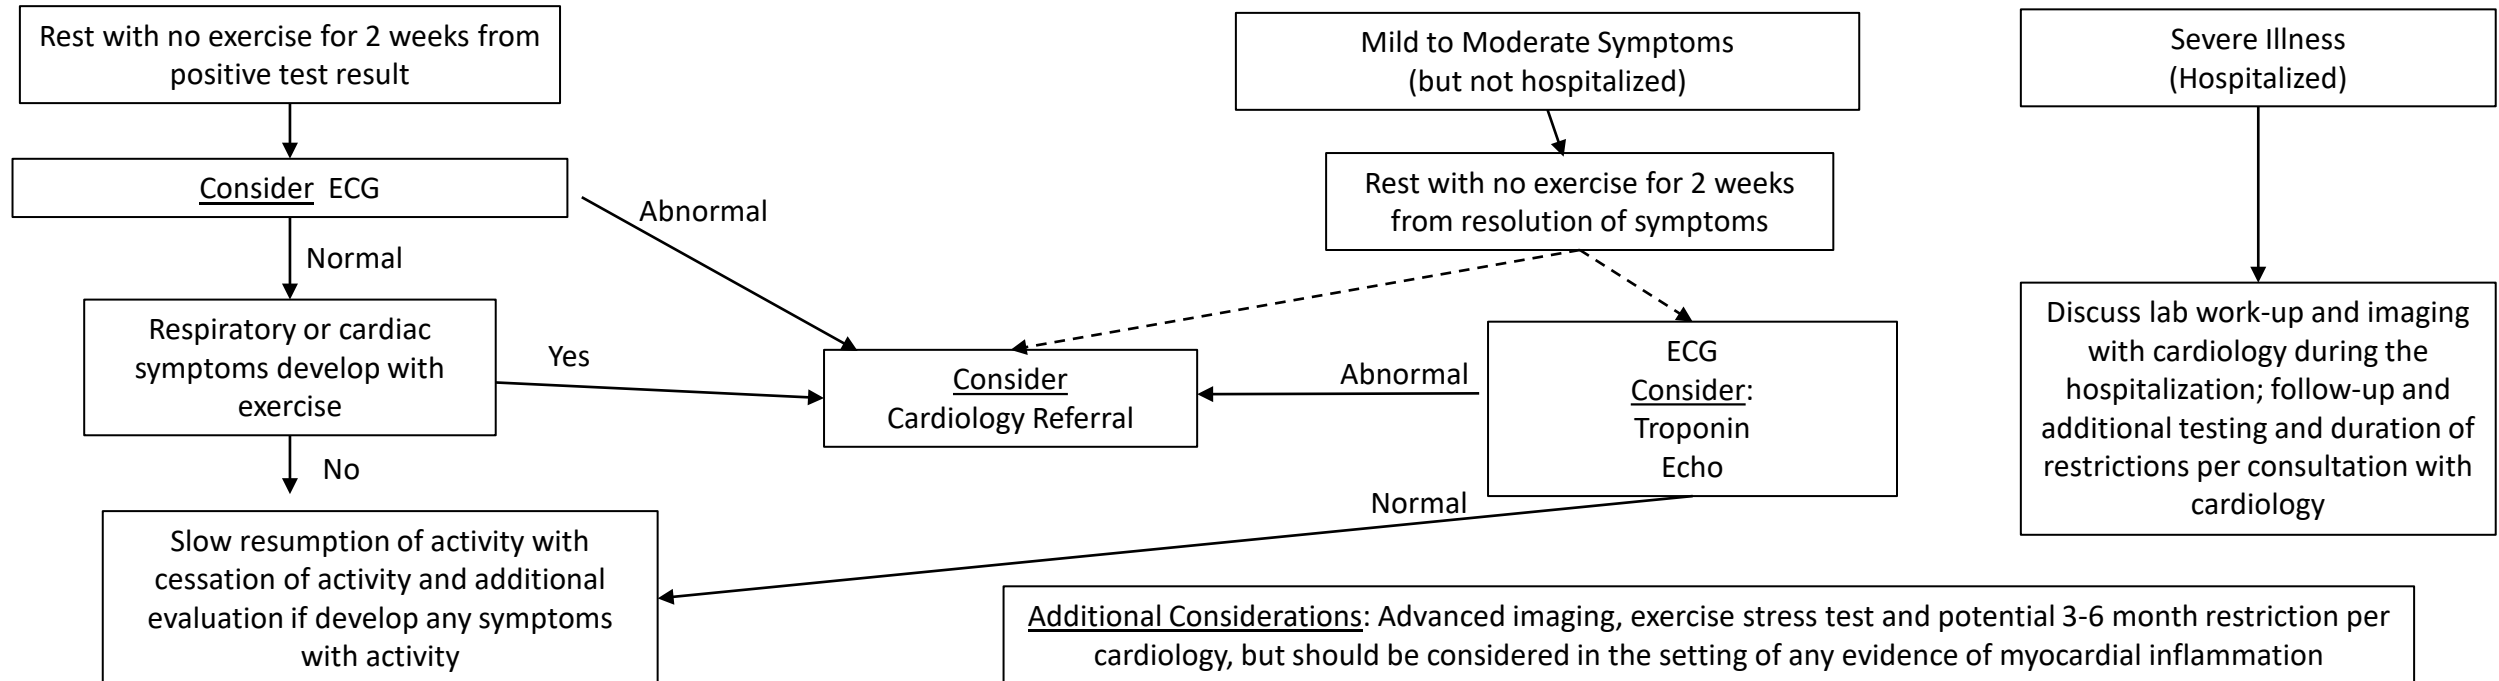 Rest with no exercise for 2 weeks from
positive test result
Consider ECG
Abnormal
Normal
Respiratory or cardiac
symptoms develop with
exercise
Yes
No
Slow resumption of activity with
cessation of activity and additional
evaluation if develop any symptoms
with activity
Consider
Cardiology Referral
Mild to Moderate Symptoms
(but not hospitalized)
Rest with no exercise for 2 weeks
from resolution of symptoms
ECG
Consider:
Troponin
Echo
Abnormal
Normal
Severe Illness
(Hospitalized)
Discuss lab work-up and imaging
with cardiology during the
hospitalization; follow-up and
additional testing and duration of
restrictions per consultation with
cardiology
Additional Considerations: Advanced imaging, exercise stress test and potential 3-6 month restriction per
cardiology, but should be considered in the setting of any evidence of myocardial inflammation